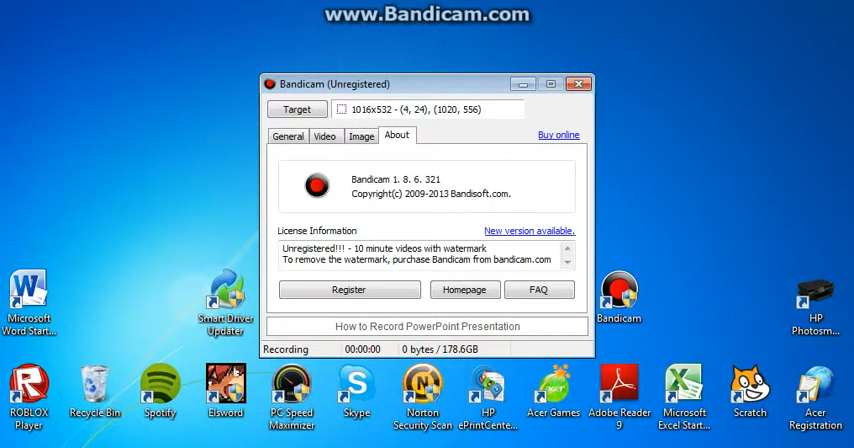 www.Bandicam.com
Bandicam (Unregistered)
Target
1016x532 - (4, 24), (1020, 556)
General Video Image About
Buy online
Bandicam 1. 8. 6. 321
Copyright(c) 2009-2013 Bandisoft.com.
License Information
New version available.
Unregistered!!! - 10 minute videos with watermark
To remove the watermark, purchase Bandicam from bandicam.com
Register
Homepage
FAQ
How to Record PowerPoint Presentation
Recording
00:00:00
0 bytes / 178.6GB
Microsoft
Word Start...
Smart Driver
Updater
Bandicam
HP
Photosm...
ROBLOX
Player
Recycle Bin
Spotify
Elsword
PC Speed
Maximizer
Skype
Norton
Security Scan
HP
ePrintCente...
Acer Games
Adobe Reader
9
Microsoft
Excel Start...
Scratch
Acer
Registration